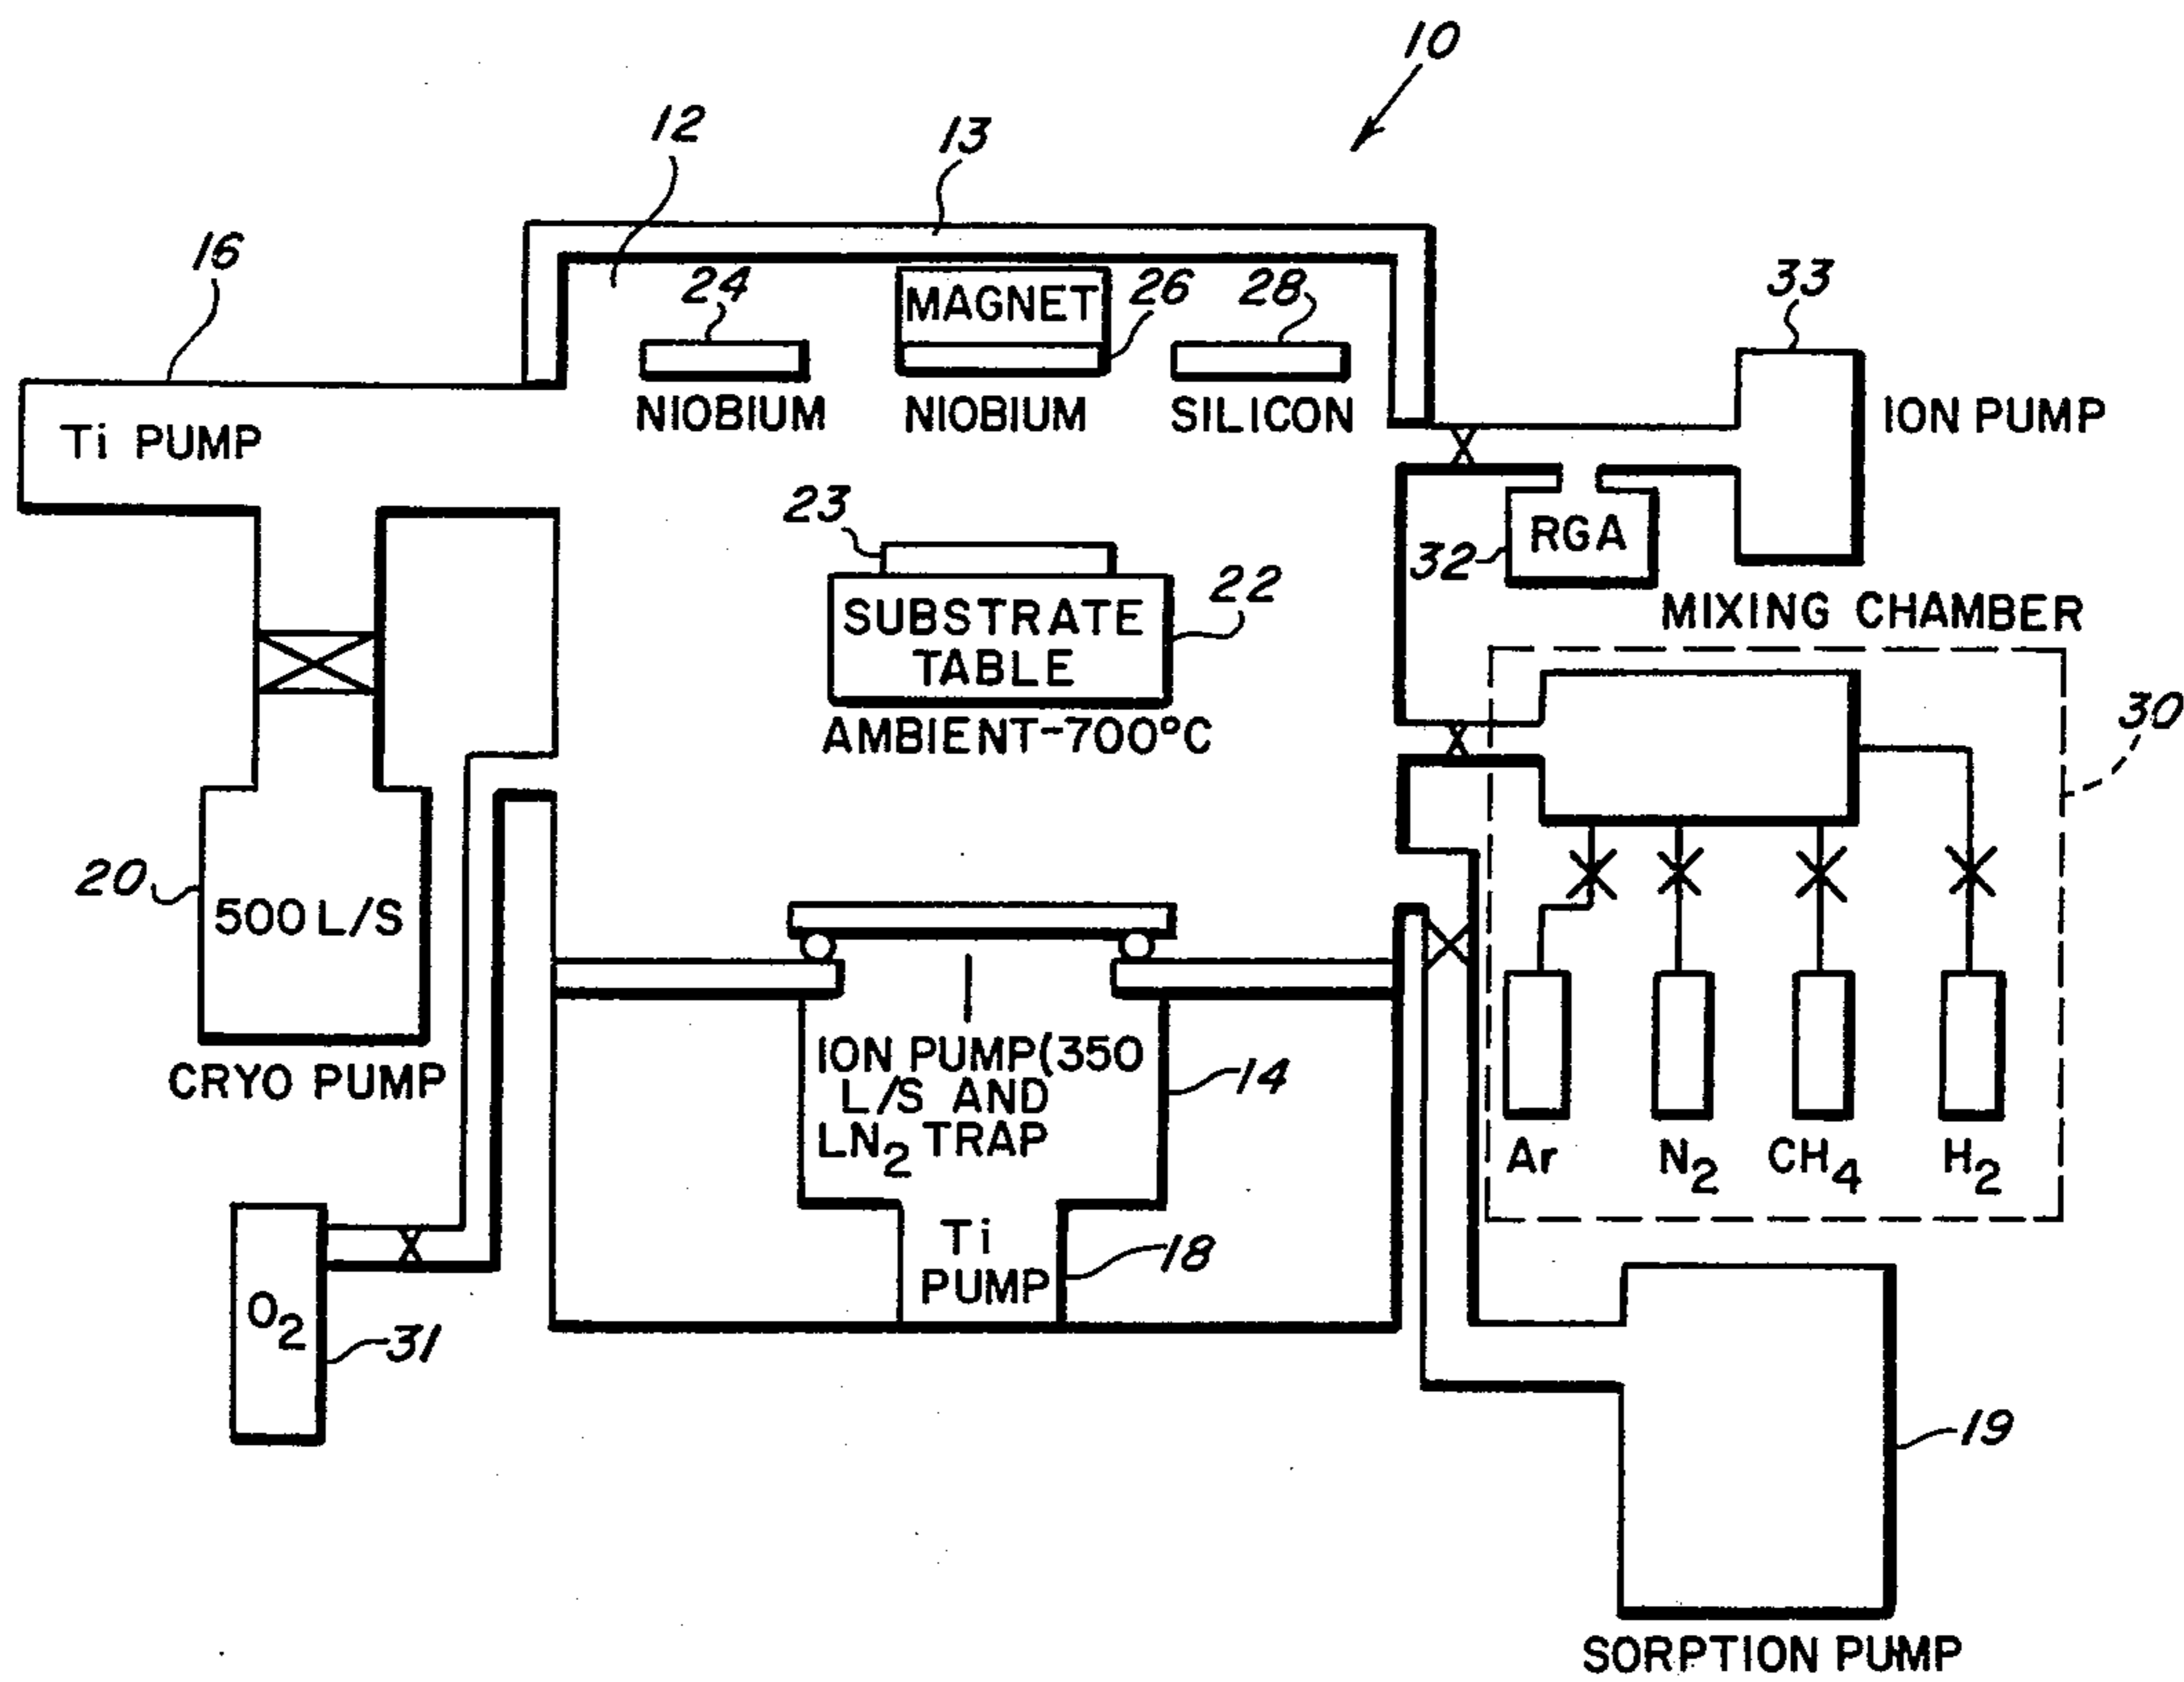 10
12
13
16
24
MAGNET
26
28
33
NIOBIUM
NIOBIUM
SILICON
ION PUMP
Ti PUMP
23
RGA
32
SUBSTRATE
TABLE
22
AMBIENT-700°C
MIXING CHAMBER
30
20
500 L/S
CRYO PUMP
ION PUMP(350
L/S AND
LN2 TRAP
14
Ar
N2
CH4
H2
Ti
PUMP
18
O2
31
19
SORPTION PUMP